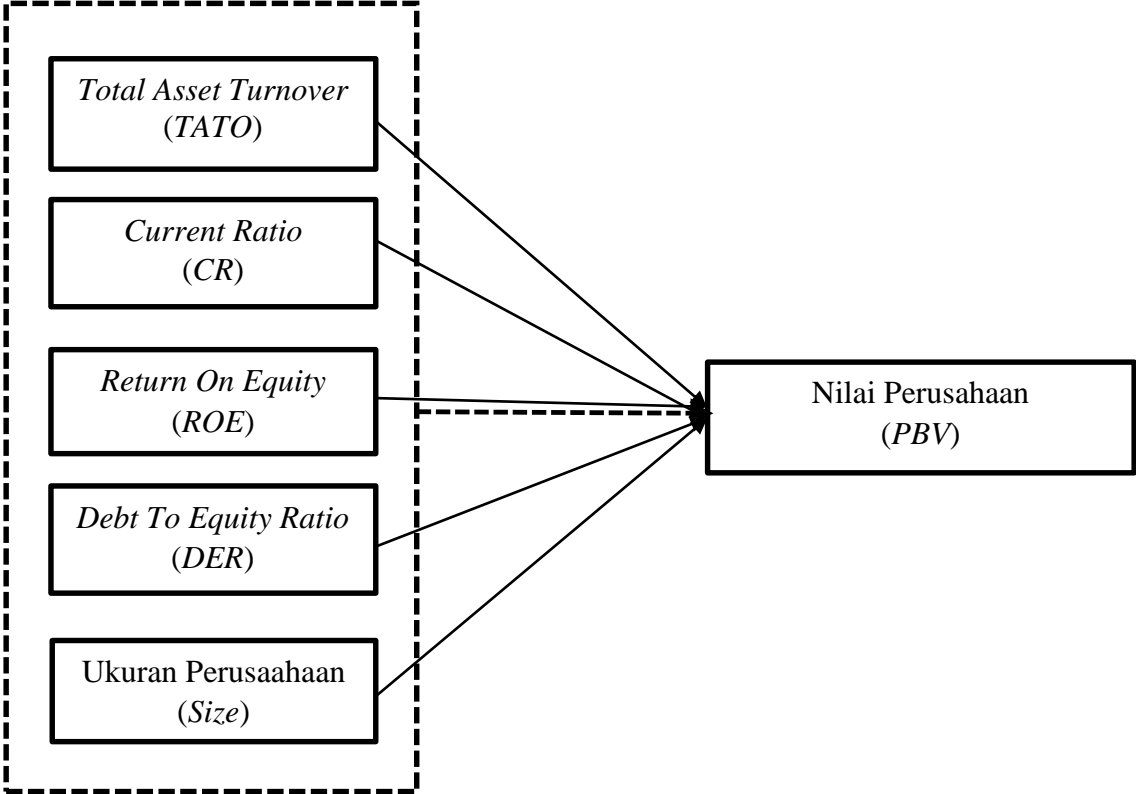 Total Asset Turnover
(TATO)
Current Ratio
(CR)
Return On Equity
(ROE)
Debt To Equity Ratio
(DER)
Ukuran Perusaahaan
(Size)
Nilai Perusahaan
(PBV)